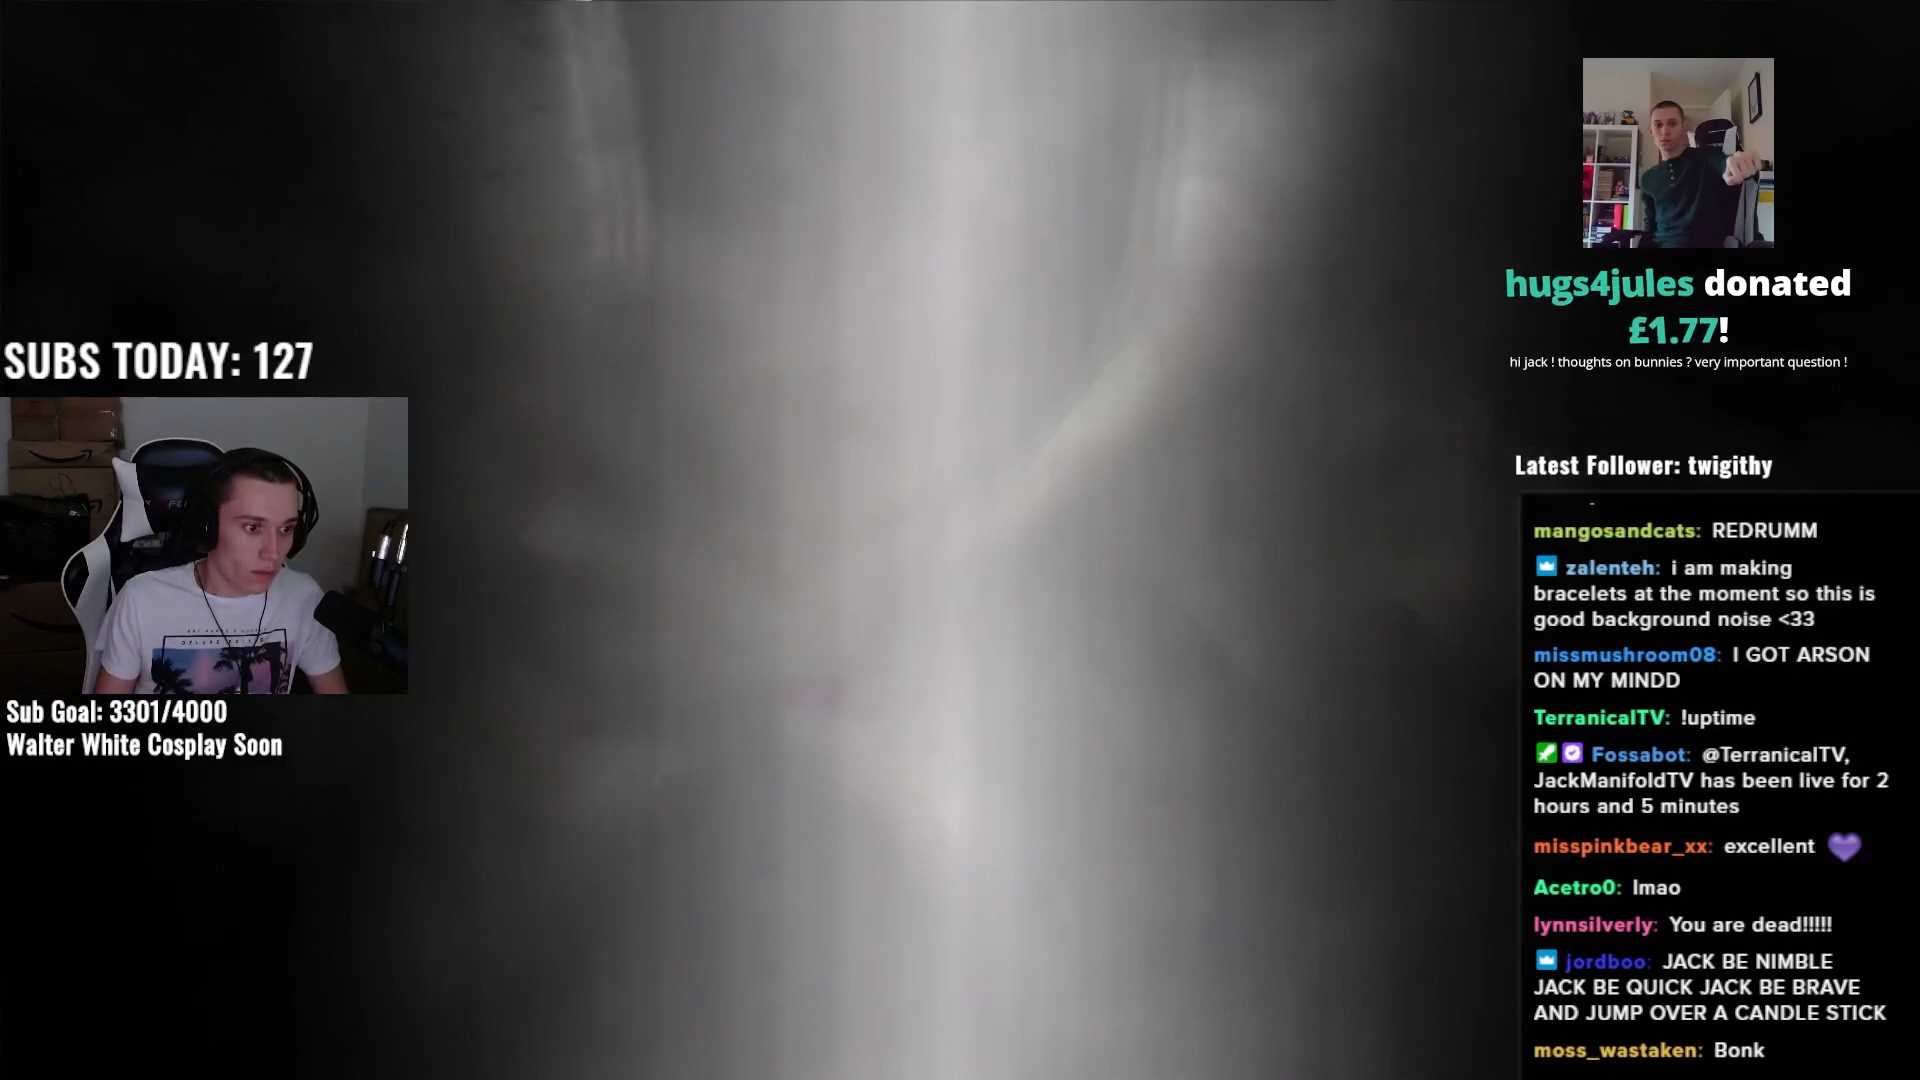 SUBS TODAY: 127
Sub Goal: 3301/4000
Walter White Cosplay Soon
hugs4jules donated
£1.77!
hi jack ! thoughts on bunnies ? very important question !
Latest Follower: twigithy
mangosandcats: REDRUMM
zalenteh: i am making
bracelets at the moment so this is
good background noise <33
missmushroom08: I GOT ARSON
ON MY MINDD
TerranicalTV: !uptime
Fossabot: @TerranicalTV,
JackManifoldTV has been live for 2
hours and 5 minutes
misspinkbear_xx: excellent
Acetro0: lmao
lynnsilverly: You are dead!!!!!
jordboo: JACK BE NIMBLE
JACK BE QUICK JACK BE BRAVE
AND JUMP OVER A CANDLE STICK
moss_wastaken: Bonk